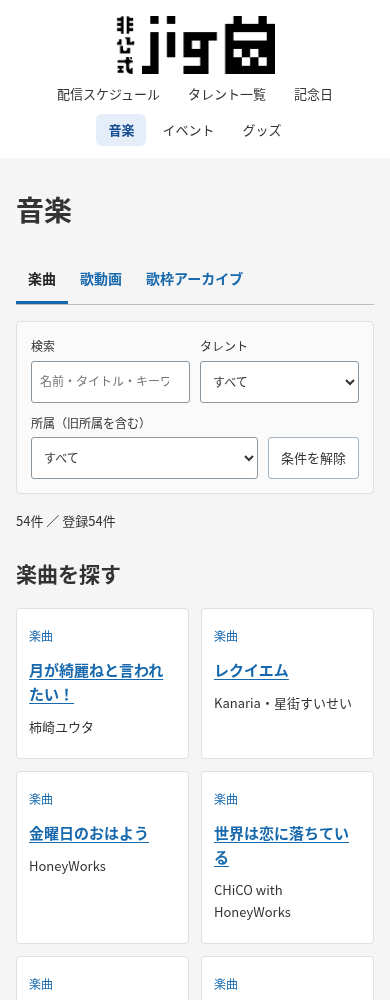 非公式 jig曲
配信スケジュール タレント一覧 記念日
音楽 イベント グッズ
音楽
楽曲 歌動画 歌枠アーカイブ
検索 タレント
名前・タイトル・キーワ すべて
所属（旧所属を含む）
すべて 条件を解除
54件 ／ 登録54件
楽曲を探す
楽曲
月が綺麗ねと言われ
たい！
柿崎ユウタ
楽曲
レクイエム
Kanaria・星街すいせい
楽曲
金曜日のおはよう
HoneyWorks
楽曲
世界は恋に落ちてい
る
CHiCO with
HoneyWorks
楽曲
楽曲